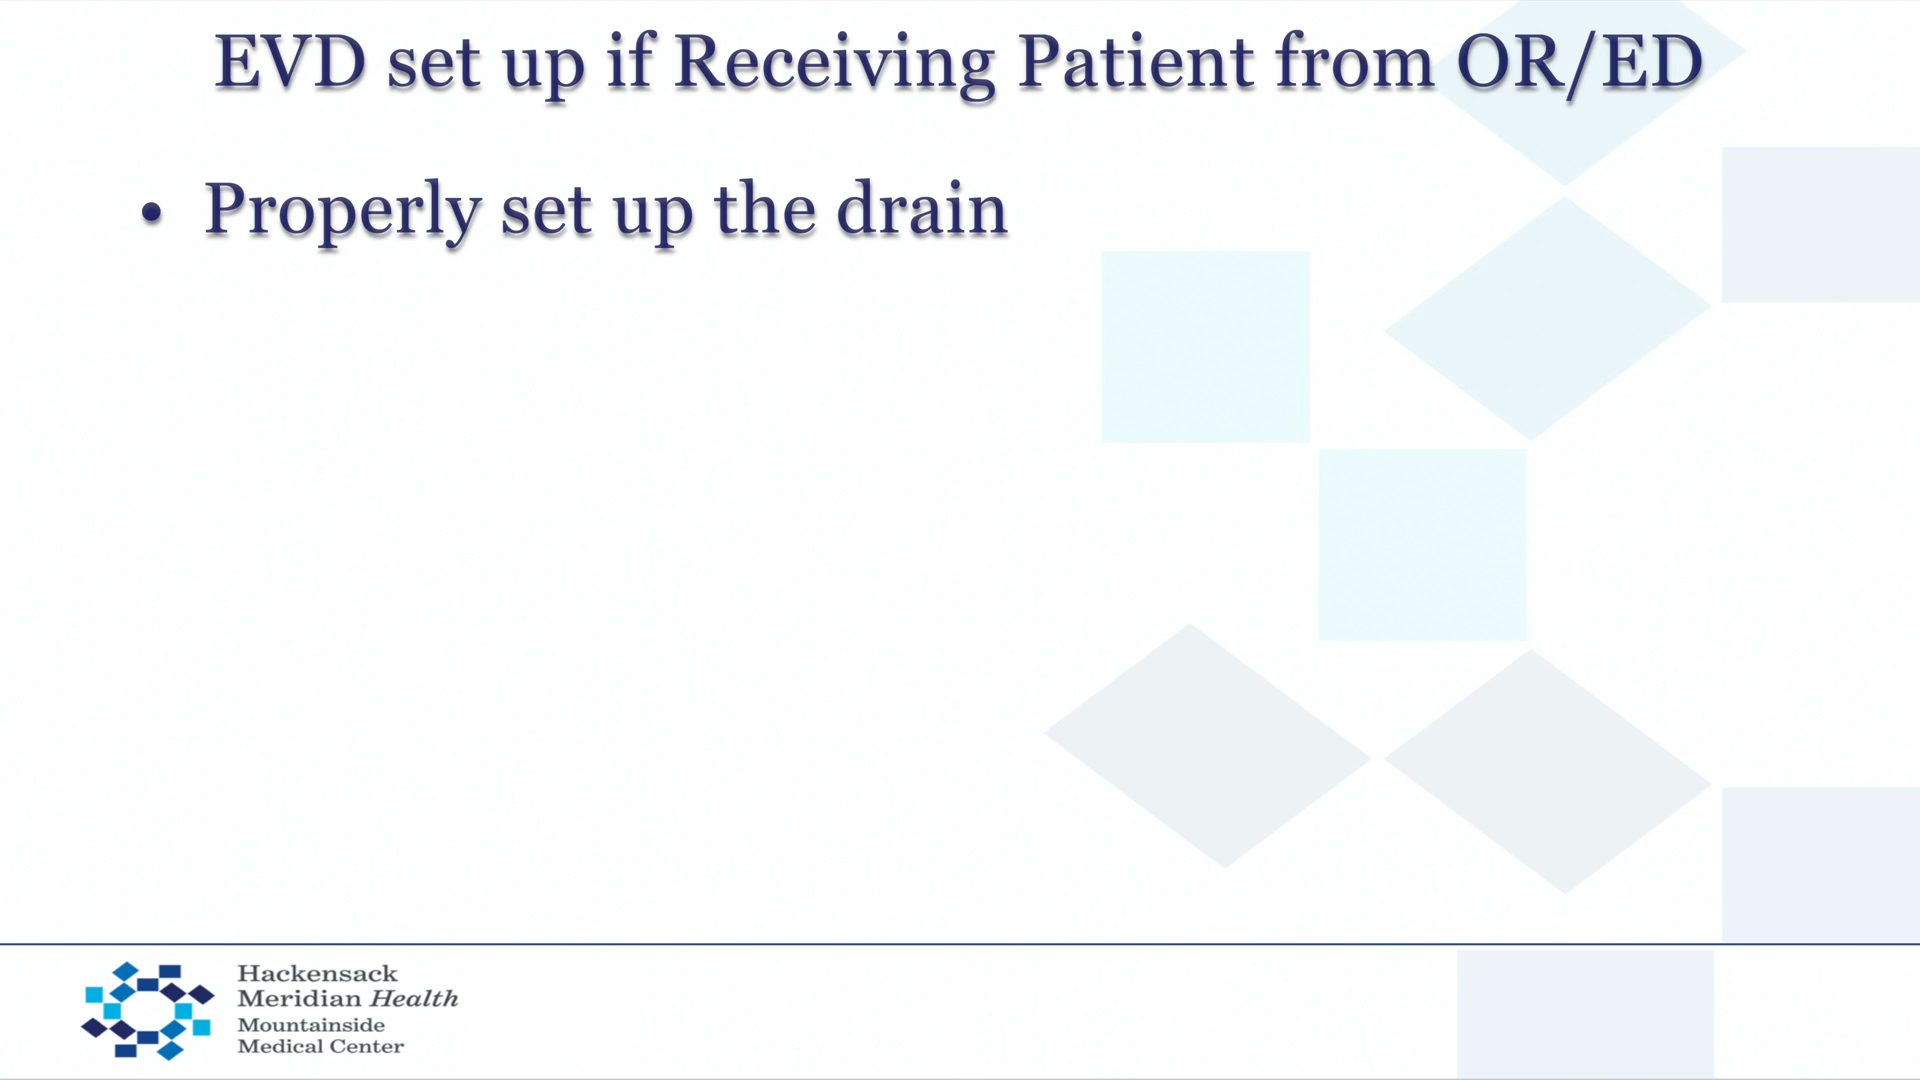 EVD set up if Receiving Patient from OR/ED
• Properly set up the drain
Hackensack
Meridian Health
Mountainside
Medical Center